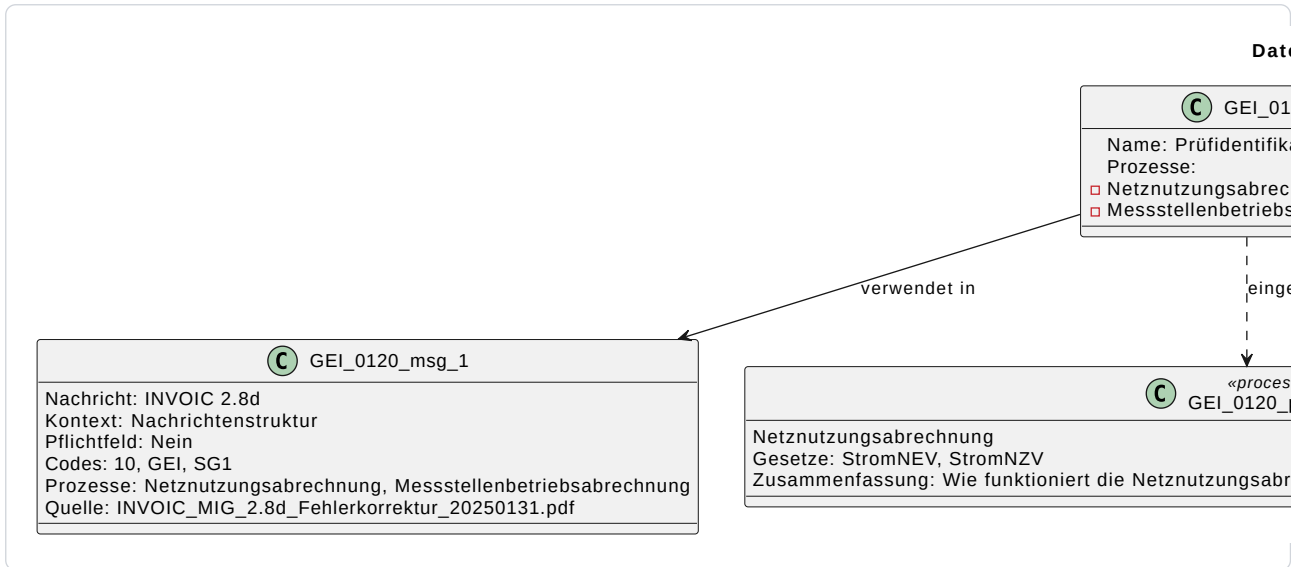 Date
C GEI_01
Name: Prüfidentifika
Prozesse:
Netznutzungsabrec
Messstellenbetriebs
verwendet in
einge
C GEI_0120_msg_1
Nachricht: INVOIC 2.8d
Kontext: Nachrichtenstruktur
Pflichtfeld: Nein
Codes: 10, GEI, SG1
Prozesse: Netznutzungsabrechnung, Messstellenbetriebsabrechnung
Quelle: INVOIC_MIG_2.8d_Fehlerkorrektur_20250131.pdf
«proces
C GEI_0120_p
Netznutzungsabrechnung
Gesetze: StromNEV, StromNZV
Zusammenfassung: Wie funktioniert die Netznutzungsabr